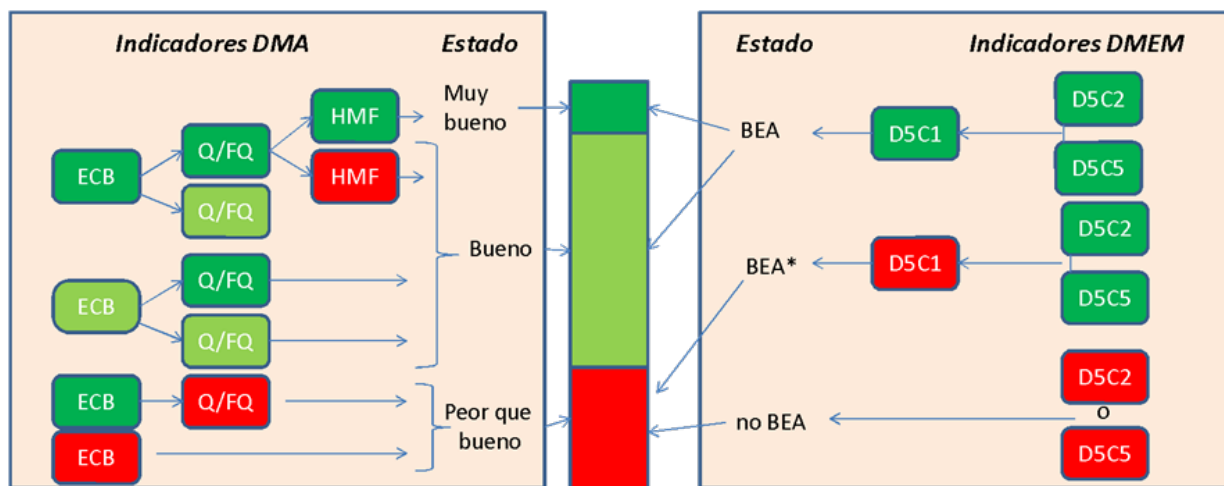 Indicadores DMA
Estado
HMF
Muy
bueno
Q/FQ
ECB
HMF
Q/FQ
Bueno
Q/FQ
ECB
Q/FQ
ECB
Q/FQ
Peor que
bueno
ECB
Estado
Indicadores DMEM
D5C2
BEA
D5C1
D5C5
D5C2
BEA*
D5C1
D5C5
D5C2
no BEA
o
D5C5